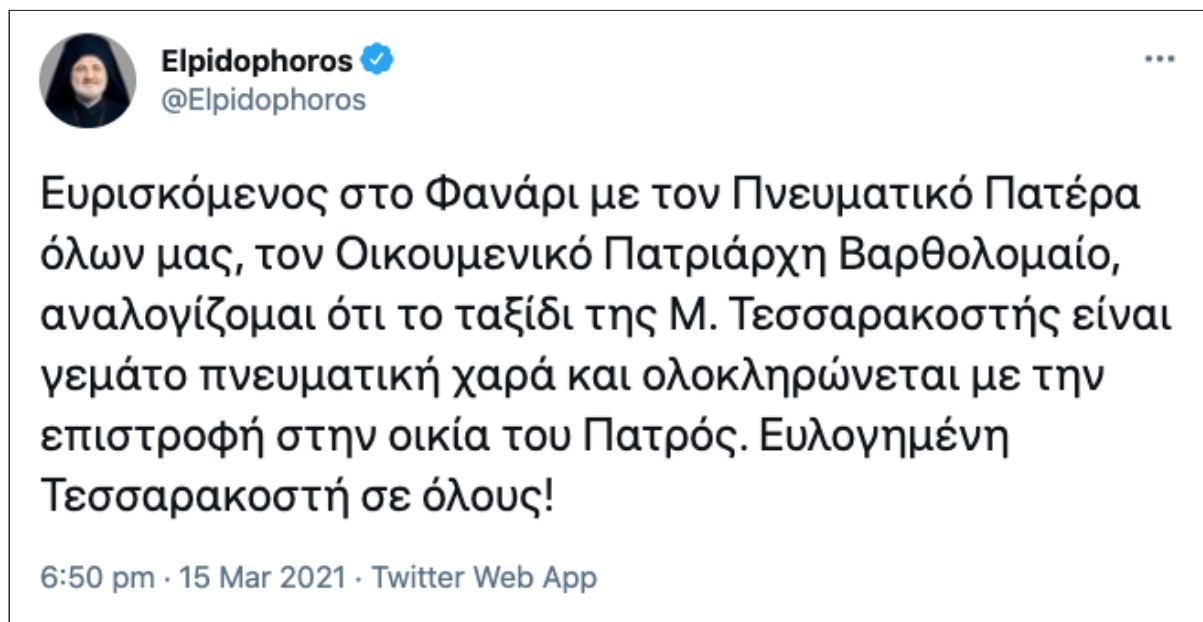 Elpidophoros
@Elpidophoros
Ευρισκόμενος στο Φανάρι με τον Πνευματικό Πατέρα
όλων μας, τον Οικουμενικό Πατριάρχη Βαρθολομαίο,
αναλογίζομαι ότι το ταξίδι της Μ. Τεσσαρακοστής είναι
γεμάτο πνευματική χαρά και ολοκληρώνεται με την
επιστροφή στην οικία του Πατρός. Ευλογημένη
Τεσσαρακοστή σε όλους!
6:50 pm · 15 Mar 2021 · Twitter Web App